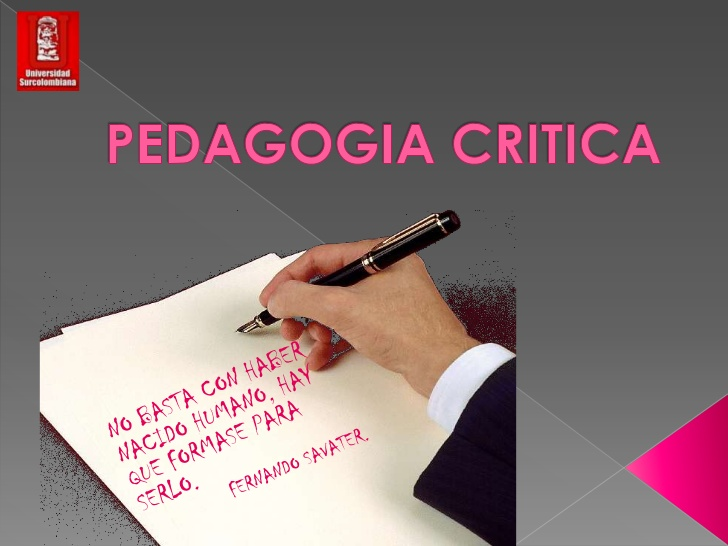 Universidad
Surcolombiana
PEDAGOGIA CRITICA
NO BASTA CON HABER
NACIDO HUMANO, HAY
QUE FORMASE PARA
SERLO.
FERNANDO SAVATER.